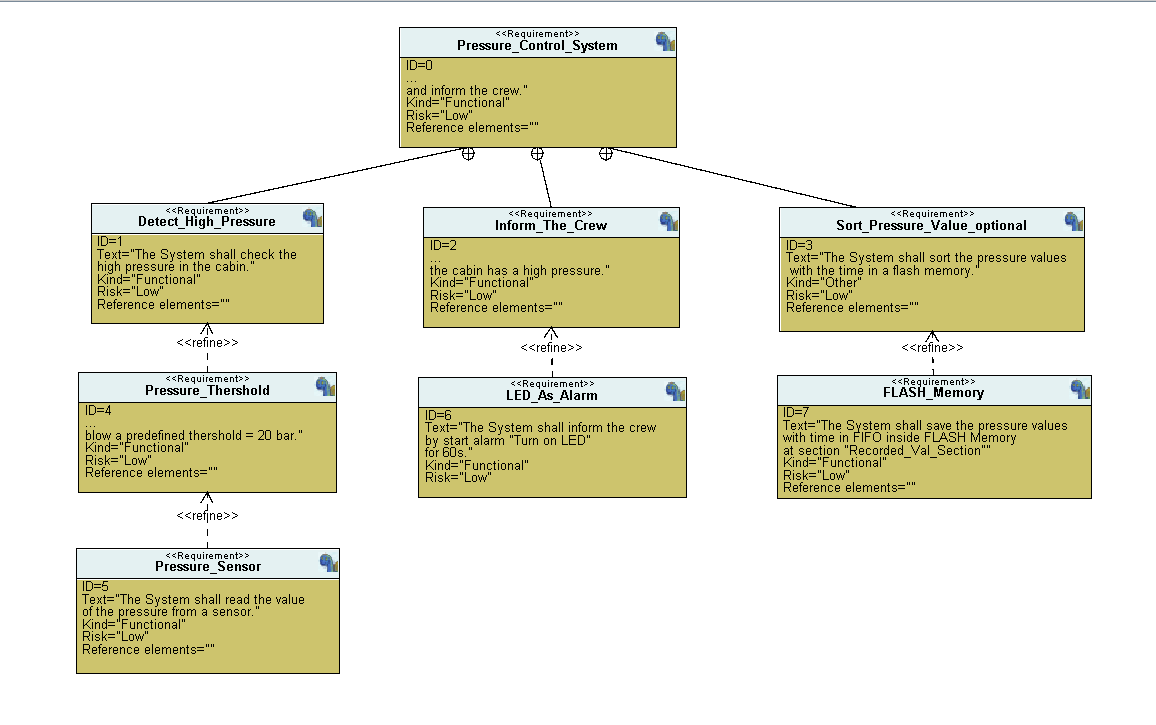 <<Requirement>>
Pressure_Control_System
ID=0
...
and inform the crew."
Kind="Functional"
Risk="Low"
Reference elements=""
<<Requirement>>
Detect_High_Pressure
ID=1
Text="The System shall check the
high pressure in the cabin."
Kind="Functional"
Risk="Low"
Reference elements=""
<<Requirement>>
Inform_The_Crew
ID=2
...
the cabin has a high pressure."
Kind="Functional"
Risk="Low"
Reference elements=""
<<Requirement>>
Sort_Pressure_Value_optional
ID=3
Text="The System shall sort the pressure values
with the time in a flash memory."
Kind="Other"
Risk="Low"
Reference elements=""
<<refine>>
<<refine>>
<<refine>>
<<Requirement>>
Pressure_Thershold
ID=4
...
blow a predefined thershold = 20 bar."
Kind="Functional"
Risk="Low"
Reference elements=""
<<Requirement>>
LED_As_Alarm
ID=6
Text="The System shall inform the crew
by start alarm "Turn on LED"
for 60s."
Kind="Functional"
Risk="Low"
<<Requirement>>
FLASH_Memory
ID=7
Text="The System shall save the pressure values
with time in FIFO inside FLASH Memory
at section "Recorded_Val_Section""
Kind="Functional"
Risk="Low"
Reference elements=""
<<refine>>
<<Requirement>>
Pressure_Sensor
ID=5
Text="The System shall read the value
of the pressure from a sensor."
Kind="Functional"
Risk="Low"
Reference elements=""